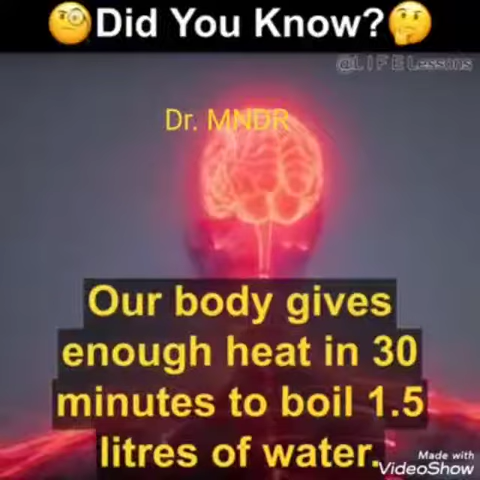 🧐Did You Know?🤔
@L I F E Lessons
Dr. MNDR
Our body gives
enough heat in 30
minutes to boil 1.5
litres of water.
Made with
VideoShow